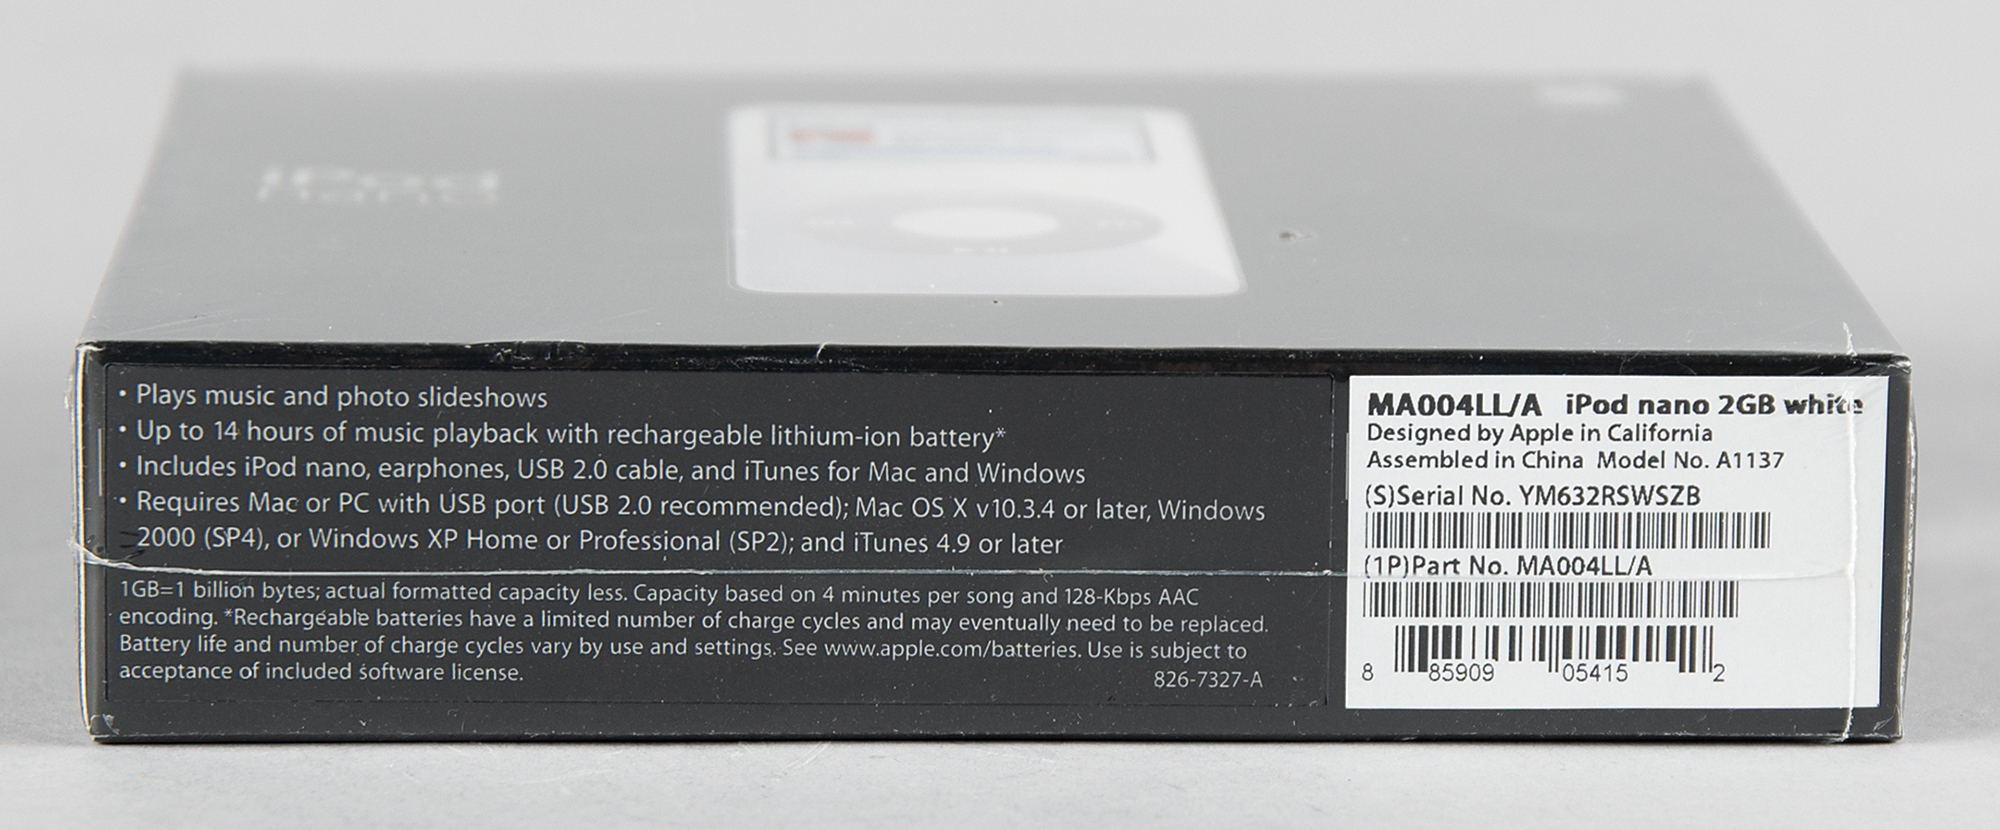 iPod
nano
• Plays music and photo slideshows
• Up to 14 hours of music playback with rechargeable lithium-ion battery*
• Includes iPod nano, earphones, USB 2.0 cable, and iTunes for Mac and Windows
• Requires Mac or PC with USB port (USB 2.0 recommended); Mac OS X v10.3.4 or later, Windows
2000 (SP4), or Windows XP Home or Professional (SP2); and iTunes 4.9 or later
1GB=1 billion bytes; actual formatted capacity less. Capacity based on 4 minutes per song and 128-Kbps AAC
encoding. *Rechargeable batteries have a limited number of charge cycles and may eventually need to be replaced.
Battery life and number of charge cycles vary by use and settings. See www.apple.com/batteries. Use is subject to
acceptance of included software license.
826-7327-A
MA004LL/A iPod nano 2GB white
Designed by Apple in California
Assembled in China Model No. A1137
(S)Serial No. YM632RSWSZB
(1P)Part No. MA004LL/A
8 85909 05415 2